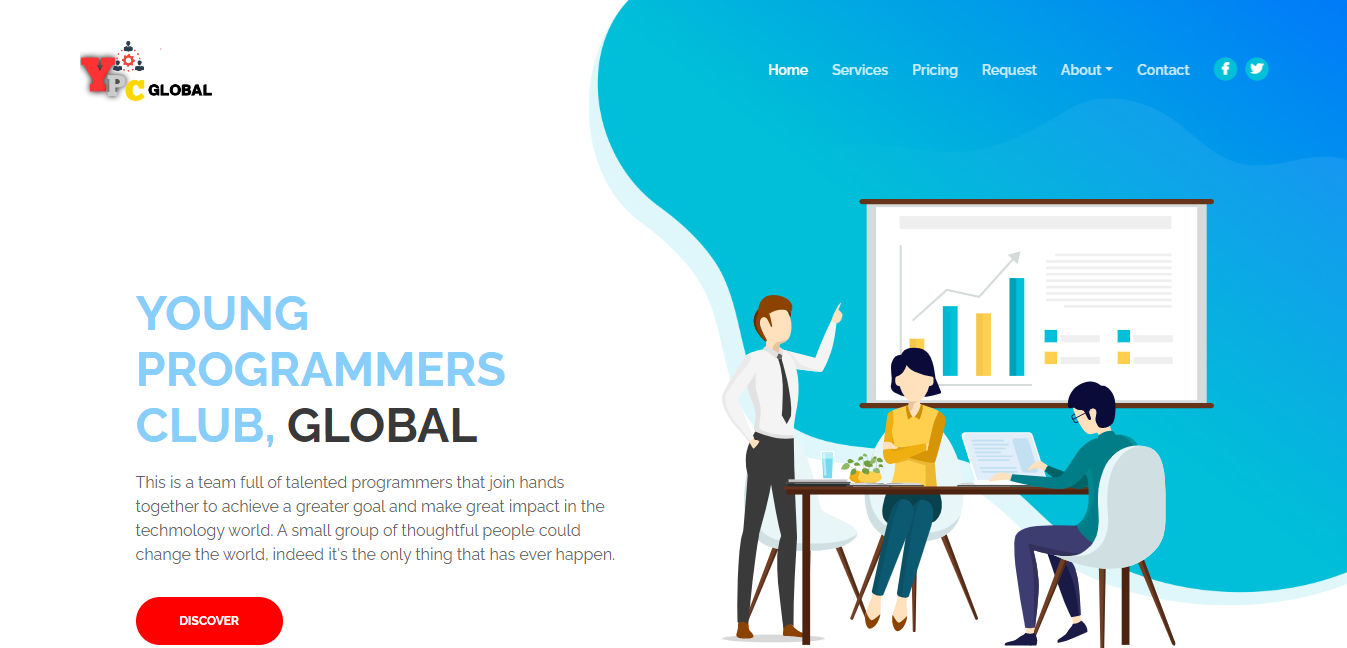 YPC GLOBAL
Home Services Pricing Request About Contact
YOUNG
PROGRAMMERS
CLUB, GLOBAL
This is a team full of talented programmers that join hands
together to achieve a greater goal and make great impact in the
techmology world. A small group of thoughtful people could
change the world, indeed it's the only thing that has ever happen.
DISCOVER